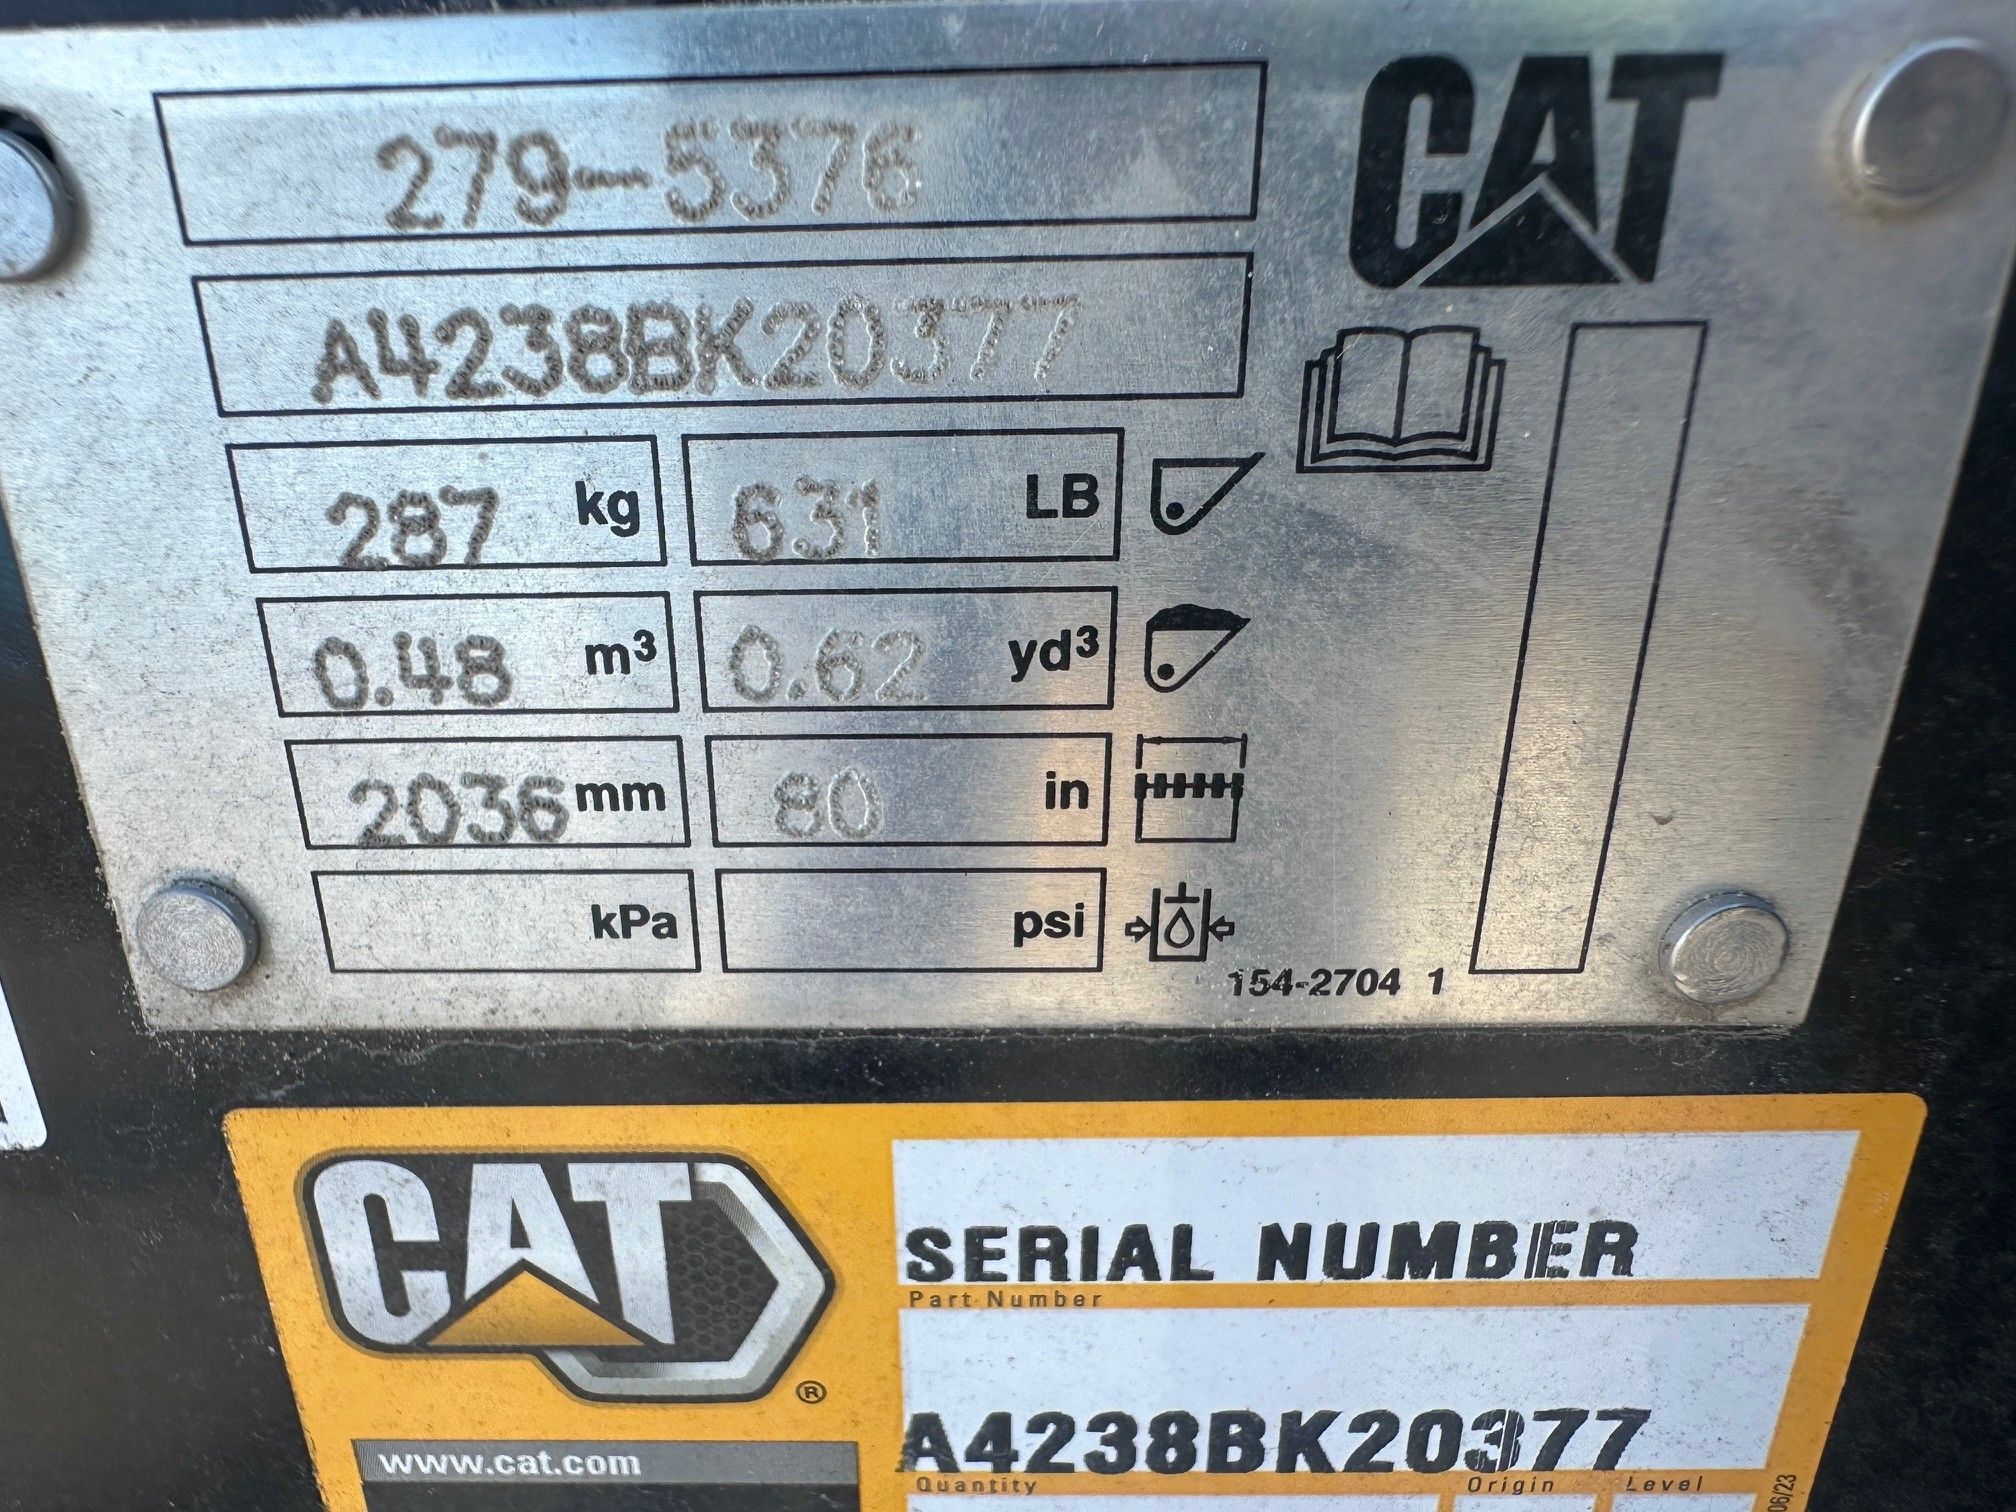 279-5376
CAT
A4238BK20377
287 kg 631 LB
0.48 m³ 0.62 yd³
2036 mm 80 in
kPa psi
154-2704 1
CAT
®
www.cat.com
SERIAL NUMBER
Part Number
A4238BK20377
Quantity Origin Level
06/23